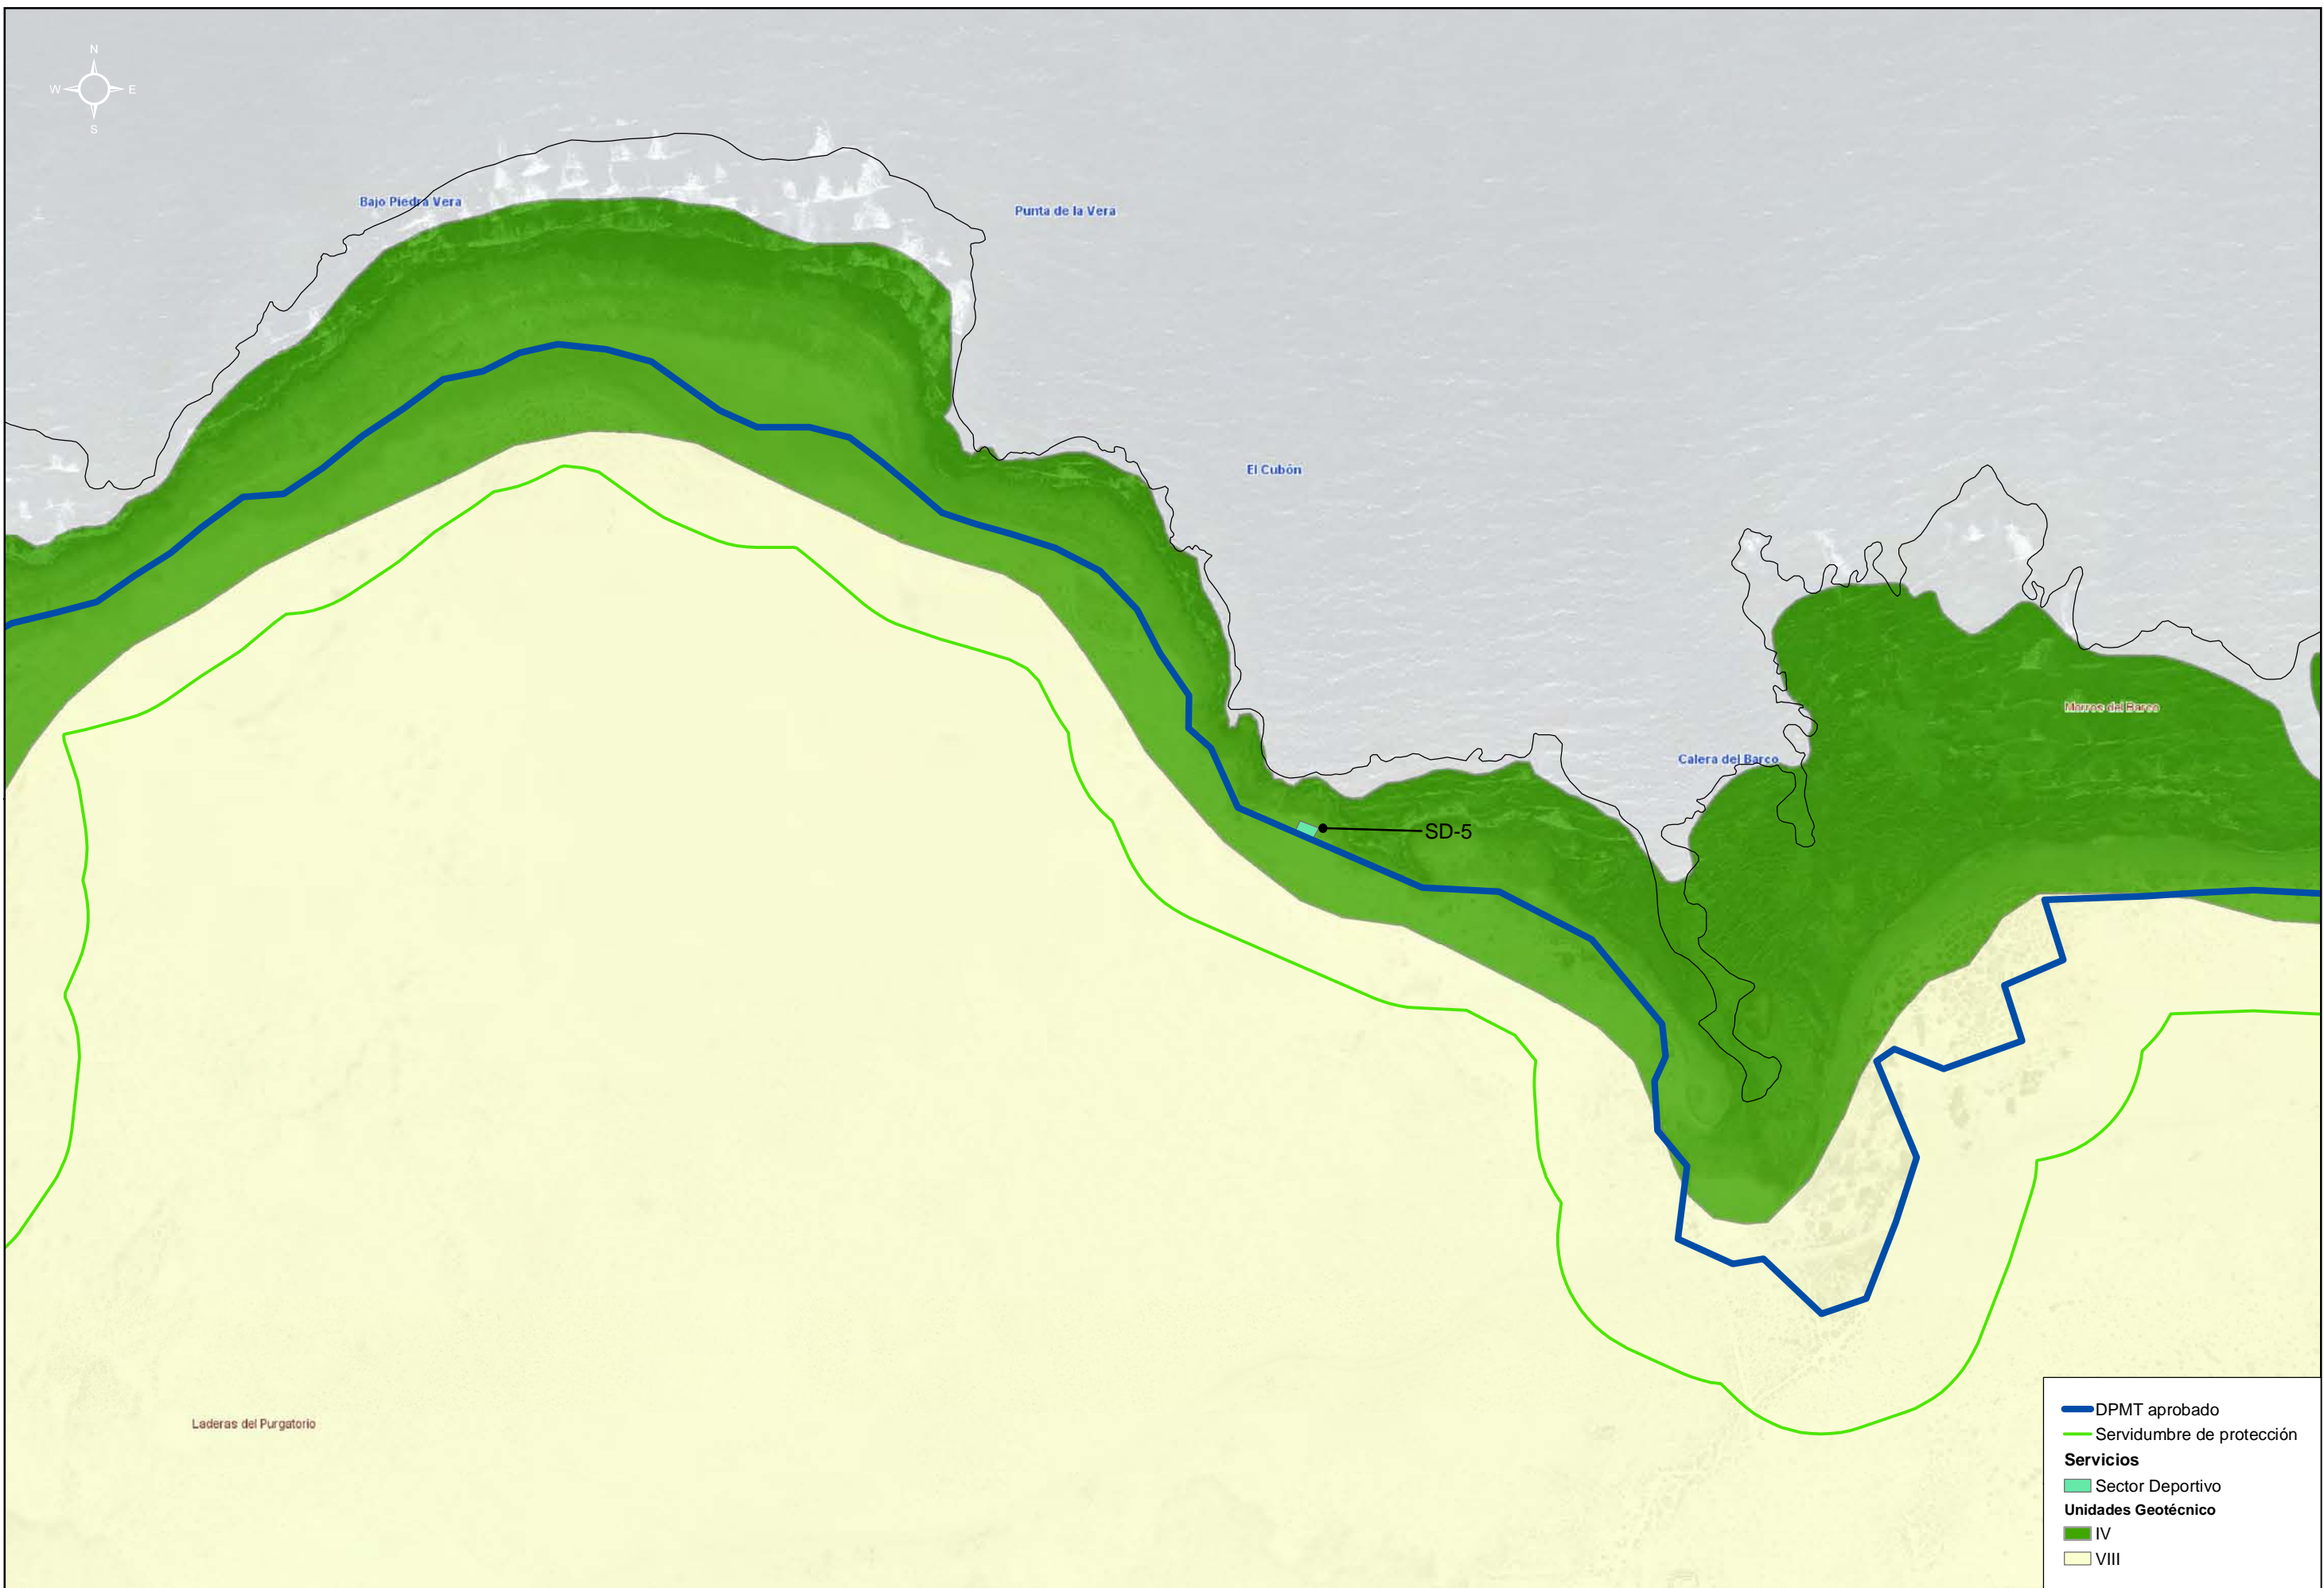 N
W E
S
Bajo Piedra Vera
Punta de la Vera
El Cubón
Morros del Barco
Calera del Barco
SD-5
Laderas del Purgatorio
DPMT aprobado
Servidumbre de protección
Servicios
Sector Deportivo
Unidades Geotécnico
IV
VIII